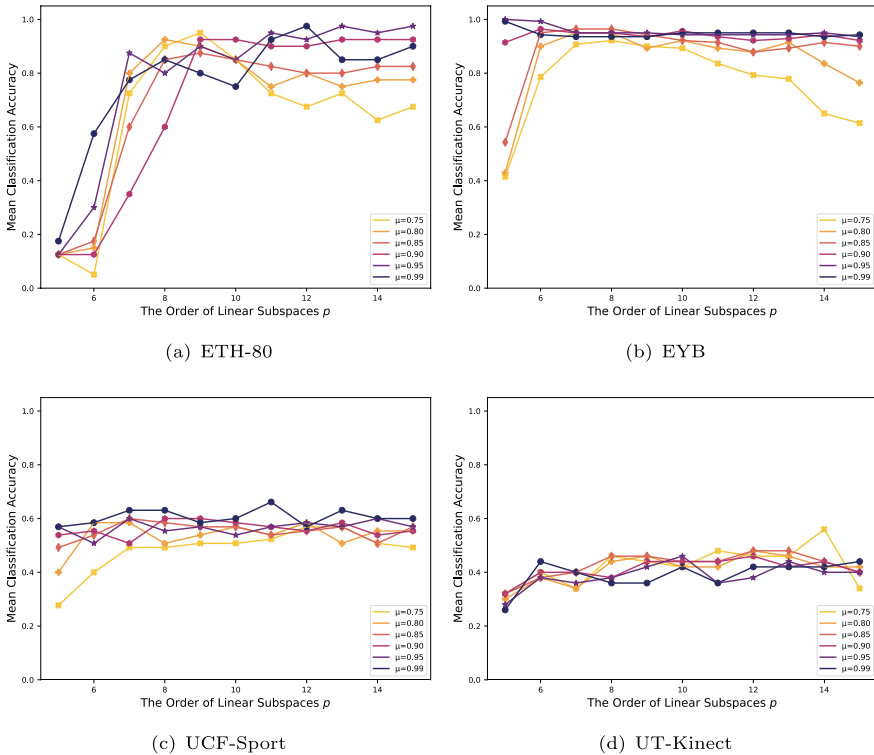 1.0
0.8
0.6
0.4
0.2
0.0
Mean Classification Accuracy
6 8 10 12 14
The Order of Linear Subspaces p
μ=0.75
μ=0.80
μ=0.85
μ=0.90
μ=0.95
μ=0.99
(a) ETH-80
1.0
0.8
0.6
0.4
0.2
0.0
Mean Classification Accuracy
6 8 10 12 14
The Order of Linear Subspaces p
μ=0.75
μ=0.80
μ=0.85
μ=0.90
μ=0.95
μ=0.99
(b) EYB
1.0
0.8
0.6
0.4
0.2
0.0
Mean Classification Accuracy
6 8 10 12 14
The Order of Linear Subspaces p
μ=0.75
μ=0.80
μ=0.85
μ=0.90
μ=0.95
μ=0.99
(c) UCF-Sport
1.0
0.8
0.6
0.4
0.2
0.0
Mean Classification Accuracy
6 8 10 12 14
The Order of Linear Subspaces p
μ=0.75
μ=0.80
μ=0.85
μ=0.90
μ=0.95
μ=0.99
(d) UT-Kinect